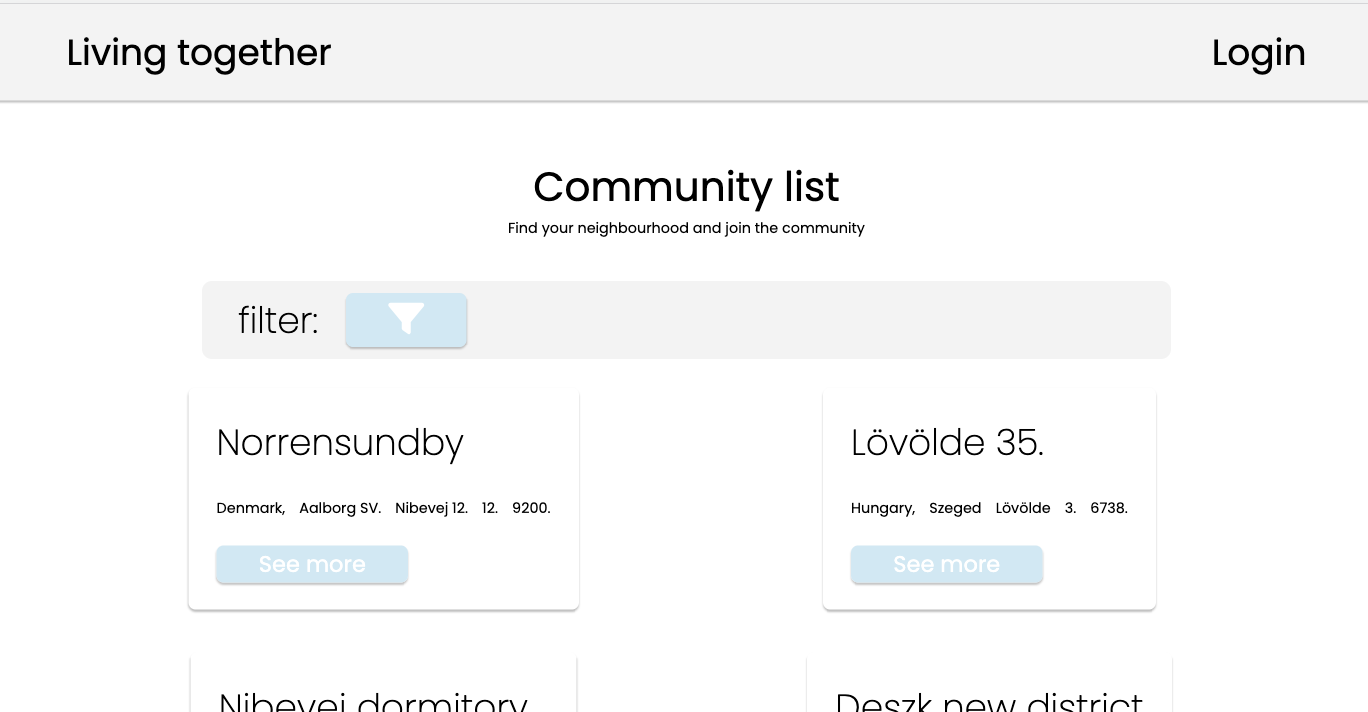 Living together
Login
Community list
Find your neighbourhood and join the community
filter:
Norrensundby
Denmark, Aalborg SV. Nibevej 12. 12. 9200.
See more
Lövölde 35.
Hungary, Szeged Lövölde 3. 6738.
See more
Nibevej dormitory
Deszk new district